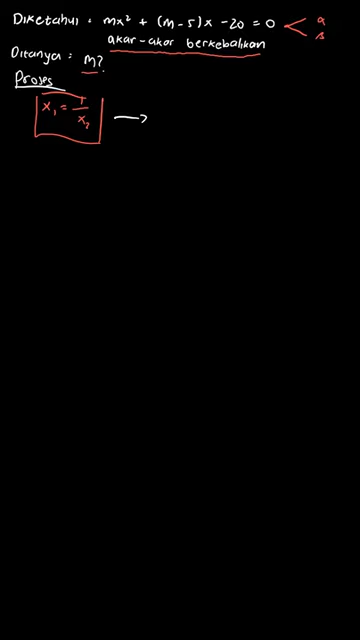 Diketahui : mx² + (m - 5)x - 20 = 0 < α β
akar-akar berkebalikan
Ditanya : m?
Proses
x₁ = 1/x₂ →